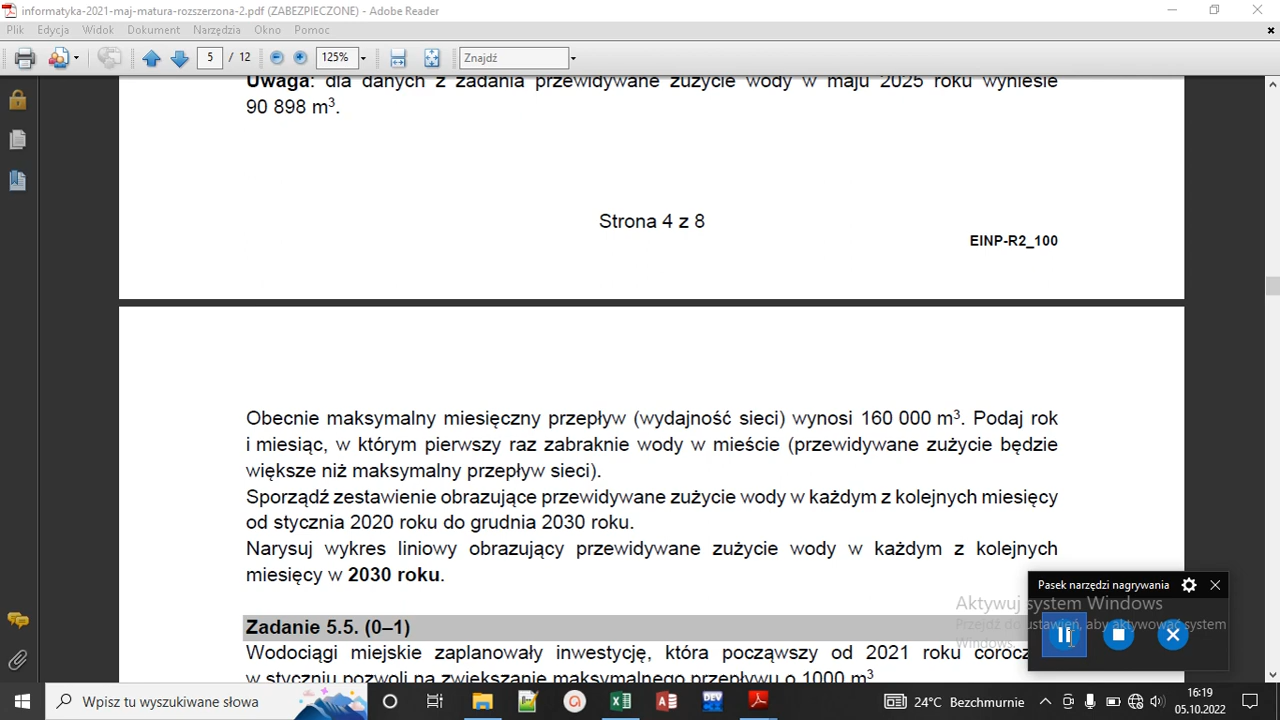 informatyka-2021-maj-matura-rozszerzona-2.pdf (ZABEZPIECZONE) - Adobe Reader
Plik Edycja Widok Dokument Narzędzia Okno Pomoc
5 / 12 125% Znajdź
Uwaga: dla danych z zadania przewidywane zużycie wody w maju 2025 roku wyniesie
90 898 m³.
Strona 4 z 8
EINP-R2_100
Obecnie maksymalny miesięczny przepływ (wydajność sieci) wynosi 160 000 m³. Podaj rok
i miesiąc, w którym pierwszy raz zabraknie wody w mieście (przewidywane zużycie będzie
większe niż maksymalny przepływ sieci).
Sporządź zestawienie obrazujące przewidywane zużycie wody w każdym z kolejnych miesięcy
od stycznia 2020 roku do grudnia 2030 roku.
Narysuj wykres liniowy obrazujący przewidywane zużycie wody w każdym z kolejnych
miesięcy w 2030 roku.
Pasek narzędzi nagrywania
Aktywuj system Windows
Przejdź do ustawień, aby aktywować system
Windows.
Zadanie 5.5. (0–1)
Wodociągi miejskie zaplanowały inwestycję, która począwszy od 2021 roku corocz
w styczniu pozwoli na zwiększanie maksymalnego przepływu o 1000 m³
Wpisz tu wyszukiwane słowa
DEV
24°C Bezchmurnie
16:19
05.10.2022